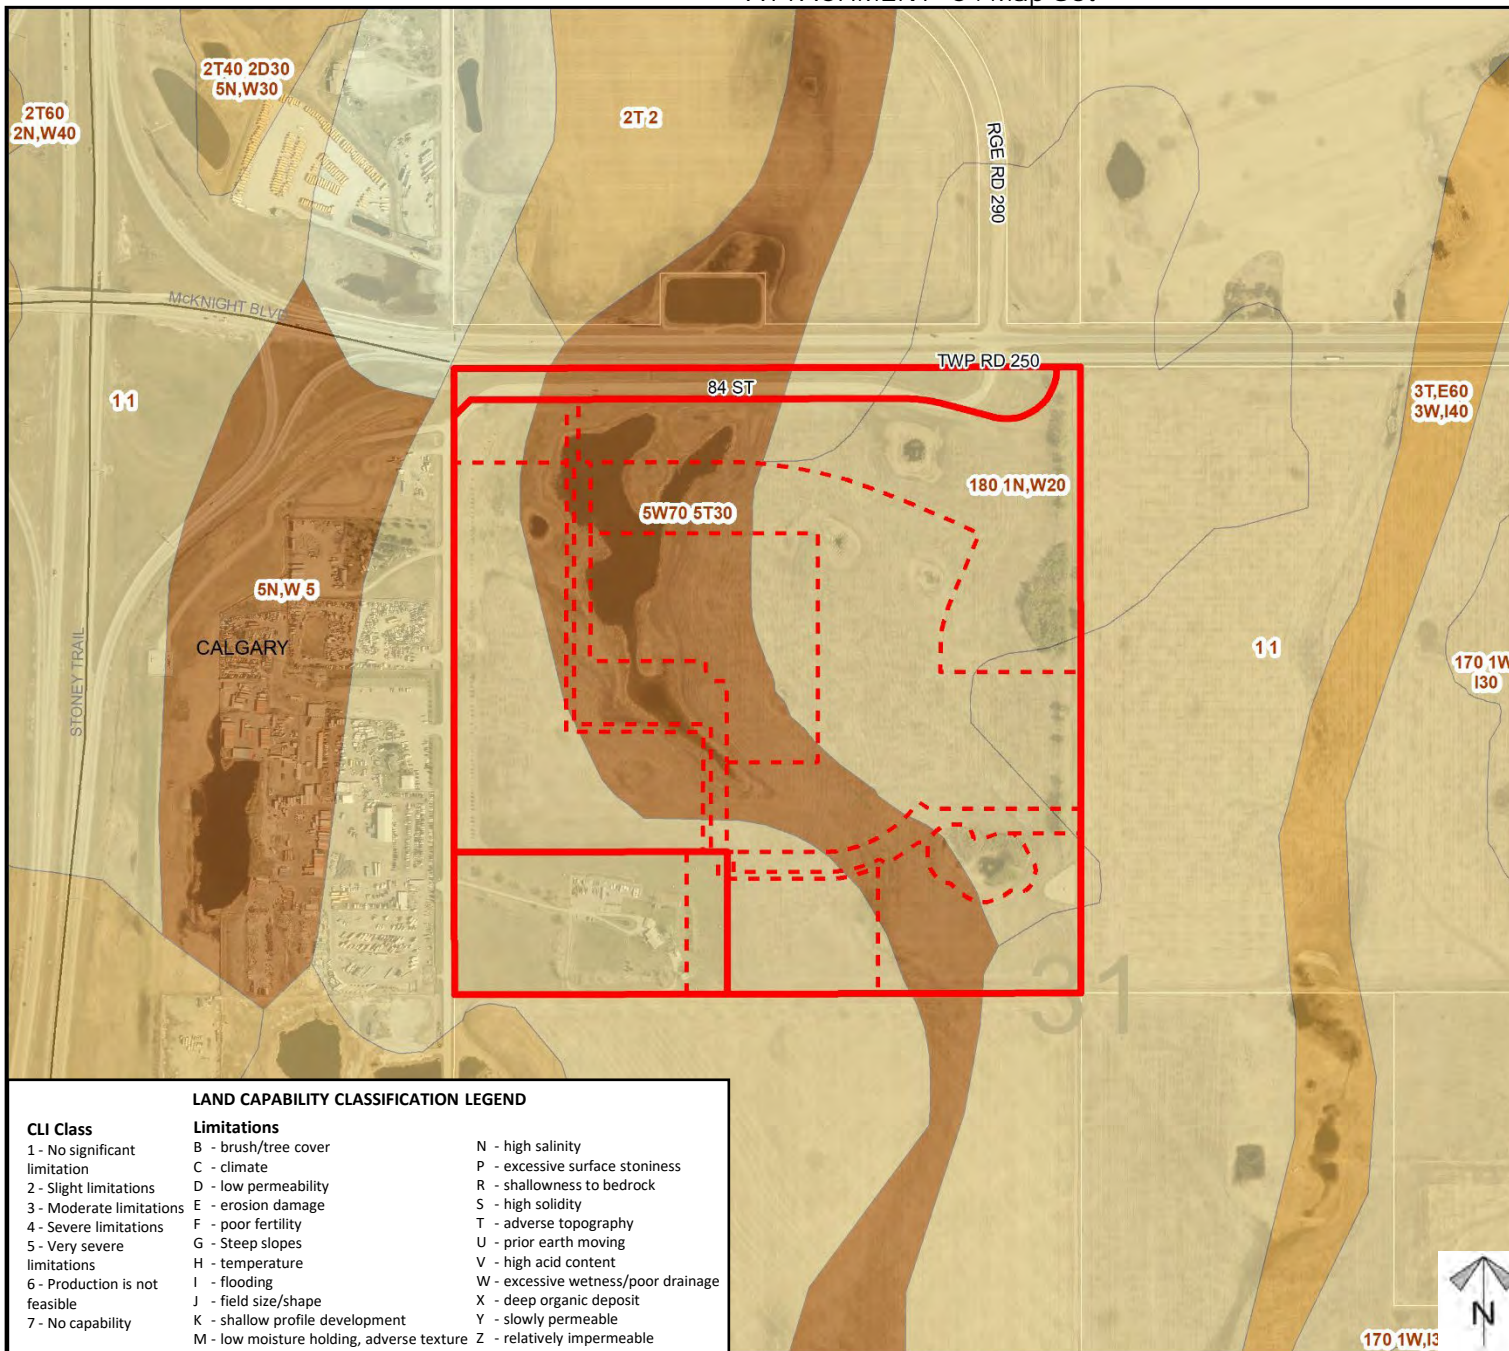 2T60
2N,W40
2T40 2D30
5N,W30
2T 2
RGE RD 290
McKNIGHT BLVD
TWP RD 250
84 ST
1 1
3T,E60
3W,I40
180 1N,W20
5W70 5T30
5N,W 5
CALGARY
STONEY TRAIL
1 1
170 1W
I30
31
LAND CAPABILITY CLASSIFICATION LEGEND
CLI Class
1 - No significant
limitation
2 - Slight limitations
3 - Moderate limitations
4 - Severe limitations
5 - Very severe
limitations
6 - Production is not
feasible
7 - No capability
Limitations
B - brush/tree cover
C - climate
D - low permeability
E - erosion damage
F - poor fertility
G - Steep slopes
H - temperature
I - flooding
J - field size/shape
K - shallow profile development
M - low moisture holding, adverse texture
N - high salinity
P - excessive surface stoniness
R - shallowness to bedrock
S - high solidity
T - adverse topography
U - prior earth moving
V - high acid content
W - excessive wetness/poor drainage
X - deep organic deposit
Y - slowly permeable
Z - relatively impermeable
170 1W,I3
N